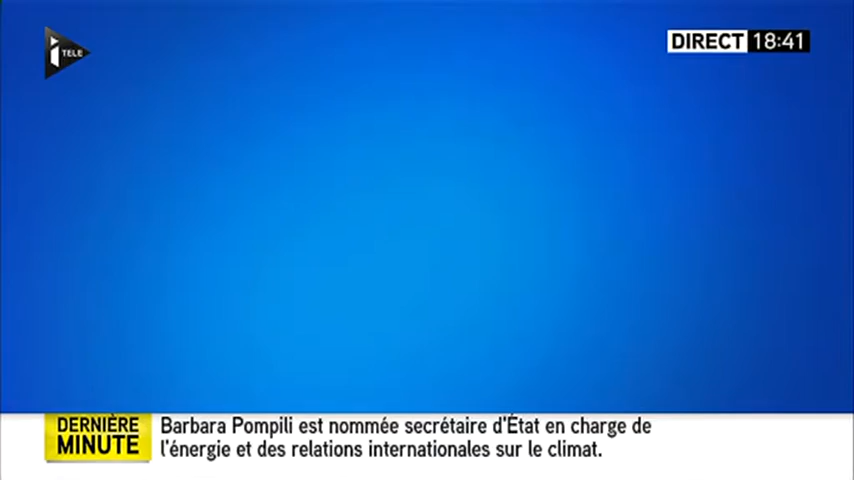 i TELE
DIRECT 18:41
DERNIÈRE
MINUTE
Barbara Pompili est nommée secrétaire d'État en charge de
l'énergie et des relations internationales sur le climat.